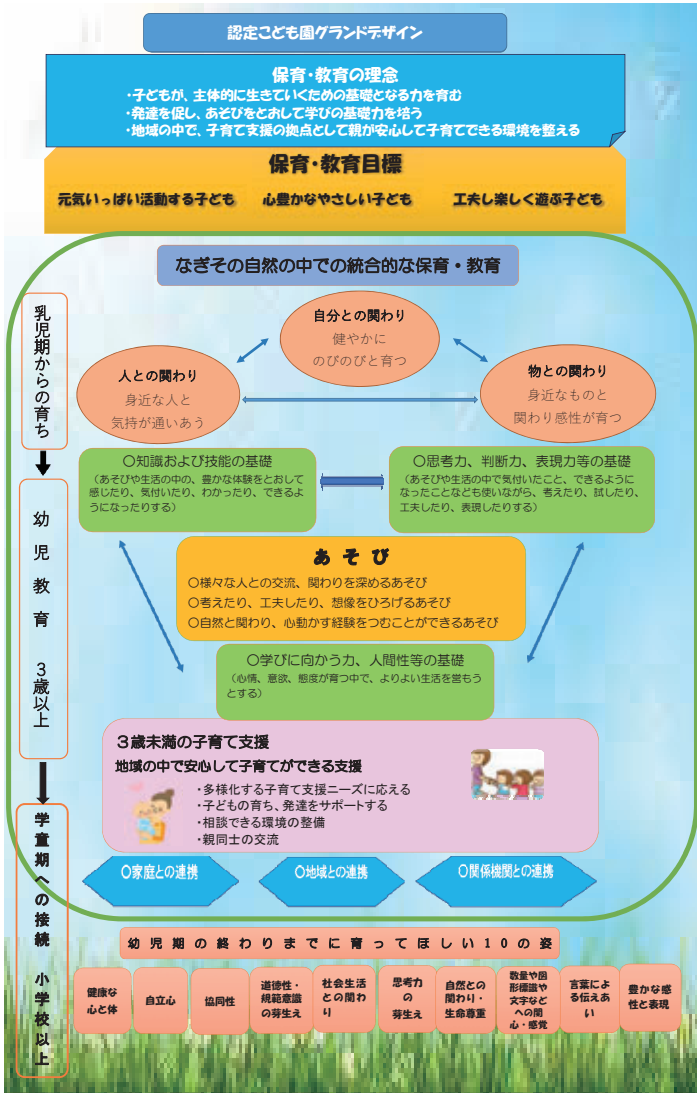 認定こども園グランドデザイン
保育・教育の理念
・子どもが、主体的に生きていくための基礎となる力を育む
・発達を促し、あそびをとおして学びの基礎力を培う
・地域の中で、子育て支援の拠点として親が安心して子育てできる環境を整える
保育・教育目標
元気いっぱい活動する子ども
心豊かなやさしい子ども
工夫し楽しく遊ぶ子ども
なぎその自然の中での統合的な保育・教育
乳児期からの育ち
自分との関わり
健やかに
のびのびと育つ
人との関わり
身近な人と
気持が通いあう
物との関わり
身近なものと
関わり感性が育つ
〇知識および技能の基礎
（あそびや生活の中の、豊かな体験をとおして
感じたり、気付いたり、わかったり、できるよ
うになったりする）
〇思考力、判断力、表現力等の基礎
（あそびや生活の中で気付いたこと、できるように
なったことなども使いながら、考えたり、試したり、
工夫したり、表現したりする）
幼児教育　３歳以上
あそび
〇様々な人との交流、関わりを深めるあそび
〇考えたり、工夫したり、想像をひろげるあそび
〇自然と関わり、心動かす経験をつむことができるあそび
〇学びに向かう力、人間性等の基礎
（心情、意欲、態度が育つ中で、よりよい生活を営もう
とする）
３歳未満の子育て支援
地域の中で安心して子育てができる支援
・多様化する子育て支援ニーズに応える
・子どもの育ち、発達をサポートする
・相談できる環境の整備
・親同士の交流
〇家庭との連携
〇地域との連携
〇関係機関との連携
学童期への接続　小学校以上
幼児期の終わりまでに育ってほしい１０の姿
健康な
心と体
自立心
協同性
道徳性・
規範意識
の芽生え
社会生活
との関わ
り
思考力
の
芽生え
自然との
関わり・
生命尊重
数量や図
形標識や
文字など
への関
心・感覚
言葉によ
る伝えあ
い
豊かな感
性と表現